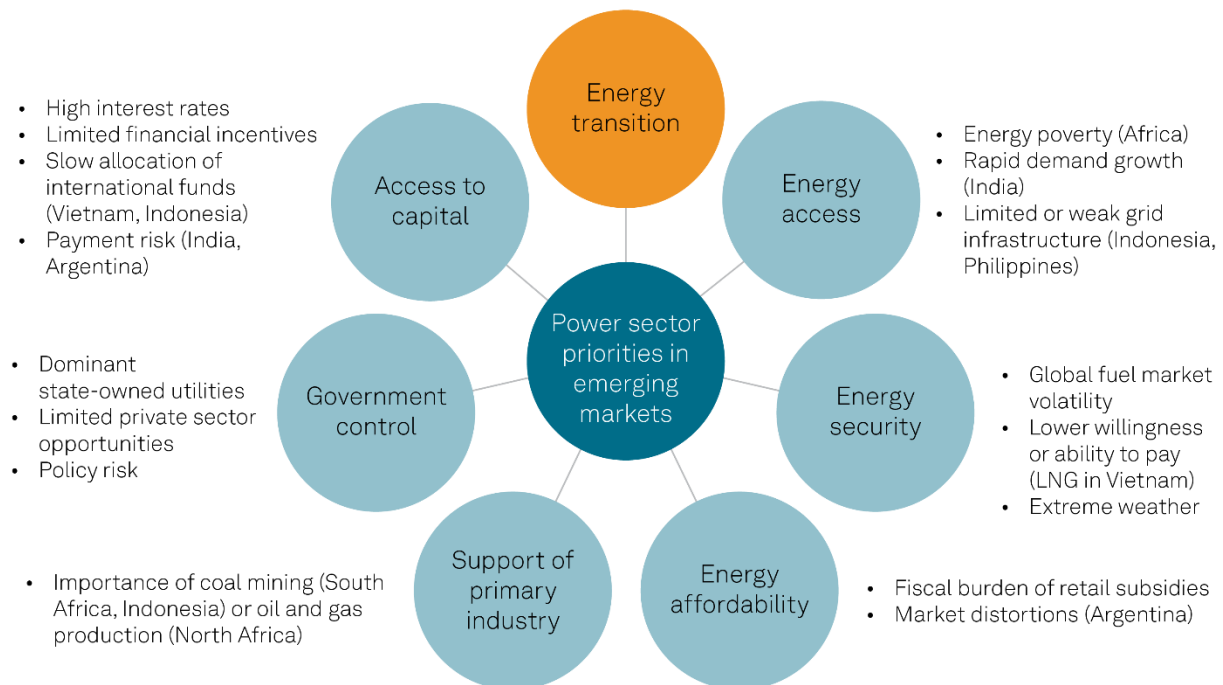 Energy
transition
• High interest rates
• Limited financial incentives
• Slow allocation of
international funds
(Vietnam, Indonesia)
• Payment risk (India,
Argentina)
Access to
capital
Energy
access
• Energy poverty (Africa)
• Rapid demand growth
(India)
• Limited or weak grid
infrastructure (Indonesia,
Philippines)
Power sector
priorities in
emerging
markets
• Dominant
state-owned utilities
• Limited private sector
opportunities
• Policy risk
Government
control
Energy
security
• Global fuel market
volatility
• Lower willingness
or ability to pay
(LNG in Vietnam)
• Extreme weather
• Importance of coal mining (South
Africa, Indonesia) or oil and gas
production (North Africa)
Support of
primary
industry
Energy
affordability
• Fiscal burden of retail subsidies
• Market distortions (Argentina)